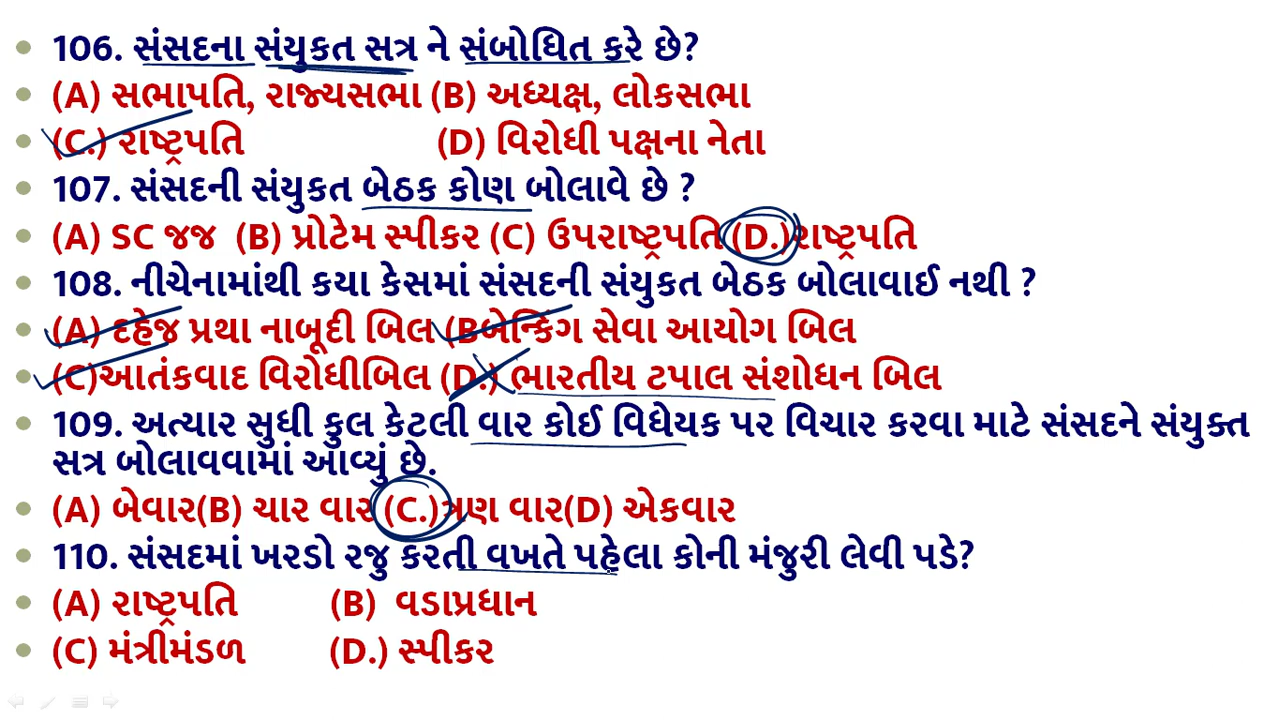 106. સંસદના સંયુકત સત્ર ને સંબોધિત કરે છે?
(A) સભાપતિ, રાજ્યસભા (B) અધ્યક્ષ, લોકસભા
(C.) રાષ્ટ્રપતિ (D) વિરોધી પક્ષના નેતા
107. સંસદની સંયુકત બેઠક કોણ બોલાવે છે ?
(A) SC જજ (B) પ્રોટેમ સ્પીકર (C) ઉપરાષ્ટ્રપતિ (D.)રાષ્ટ્રપતિ
108. નીચેનામાંથી કયા કેસમાં સંસદની સંયુકત બેઠક બોલાવાઈ નથી ?
(A) દહેજ પ્રથા નાબૂદી બિલ (Bબેન્કિંગ સેવા આયોગ બિલ
(C)આતંકવાદ વિરોધીબિલ (D.) ભારતીય ટપાલ સંશોધન બિલ
109. અત્યાર સુધી કુલ કેટલી વાર કોઈ વિધેયક પર વિચાર કરવા માટે સંસદને સંયુક્ત
સત્ર બોલાવવામાં આવ્યું છે.
(A) બેવાર(B) ચાર વાર (C.)ત્રણ વાર(D) એકવાર
110. સંસદમાં ખરડો રજુ કરતી વખતે પહેલા કોની મંજુરી લેવી પડે?
(A) રાષ્ટ્રપતિ (B) વડાપ્રધાન
(C) મંત્રીમંડળ (D.) સ્પીકર